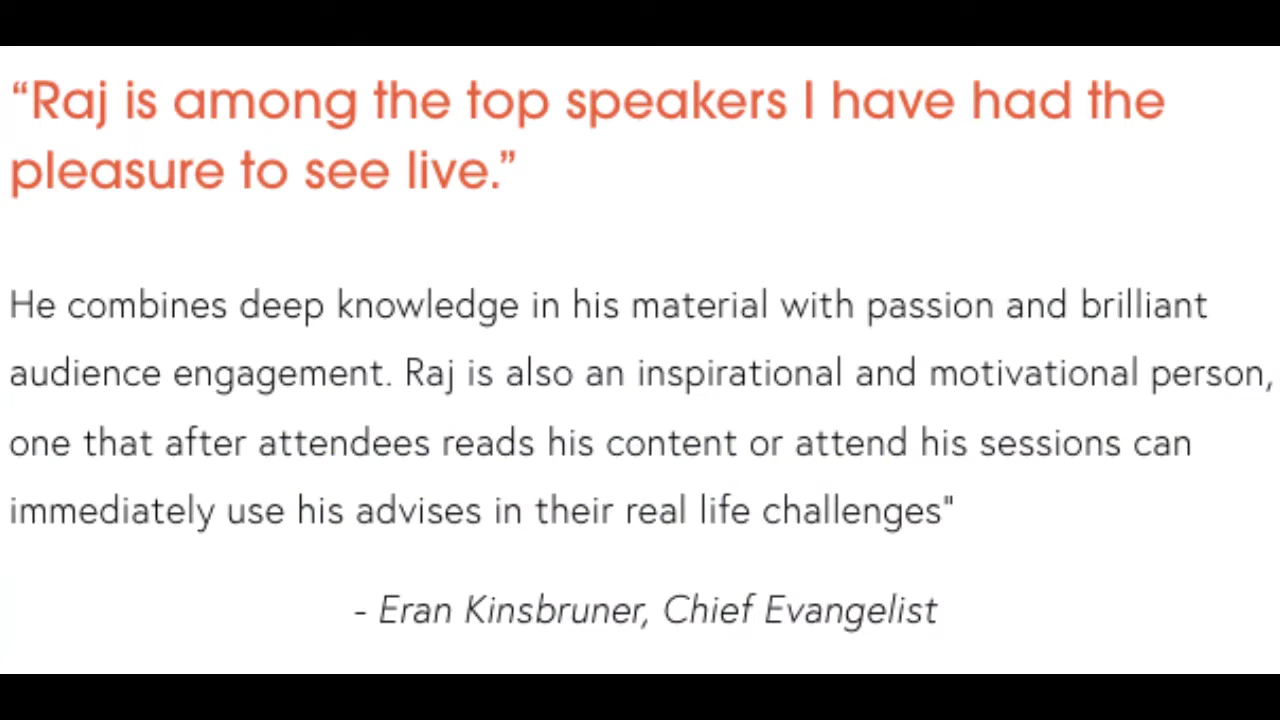 “Raj is among the top speakers I have had the
pleasure to see live.”
He combines deep knowledge in his material with passion and brilliant
audience engagement. Raj is also an inspirational and motivational person,
one that after attendees reads his content or attend his sessions can
immediately use his advises in their real life challenges"
- Eran Kinsbruner, Chief Evangelist